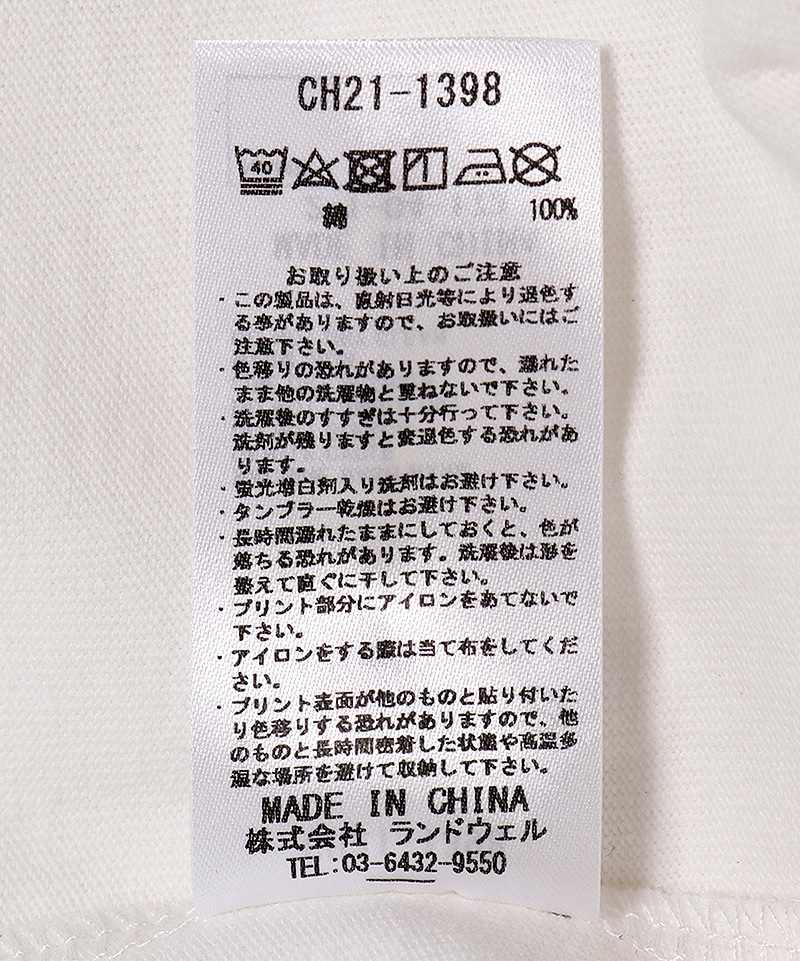 CH21-1398
40
綿 100%
お取り扱い上のご注意
・この製品は、直射日光等により退色す
る事がありますので、お取扱いにはご
注意下さい。
・色移りの恐れがありますので、濡れた
まま他の洗濯物と重ねないで下さい。
・洗濯後のすすぎは十分行って下さい。
洗剤が残りますと変退色する恐れがあ
ります。
・蛍光増白剤入り洗剤はお避け下さい。
・タンブラー乾燥はお避け下さい。
・長時間濡れたままにしておくと、色が
落ちる恐れがあります。洗濯後は形を
整えて直ぐに干して下さい。
・プリント部分にアイロンをあてないで
下さい。
・アイロンをする際は当て布をしてくだ
さい。
・プリント表面が他のものと貼り付いた
り色移りする恐れがありますので、他
のものと長時間密着した状態や高温多
湿な場所を避けて収納して下さい。
MADE IN CHINA
株式会社 ランドウェル
TEL:03-6432-9550